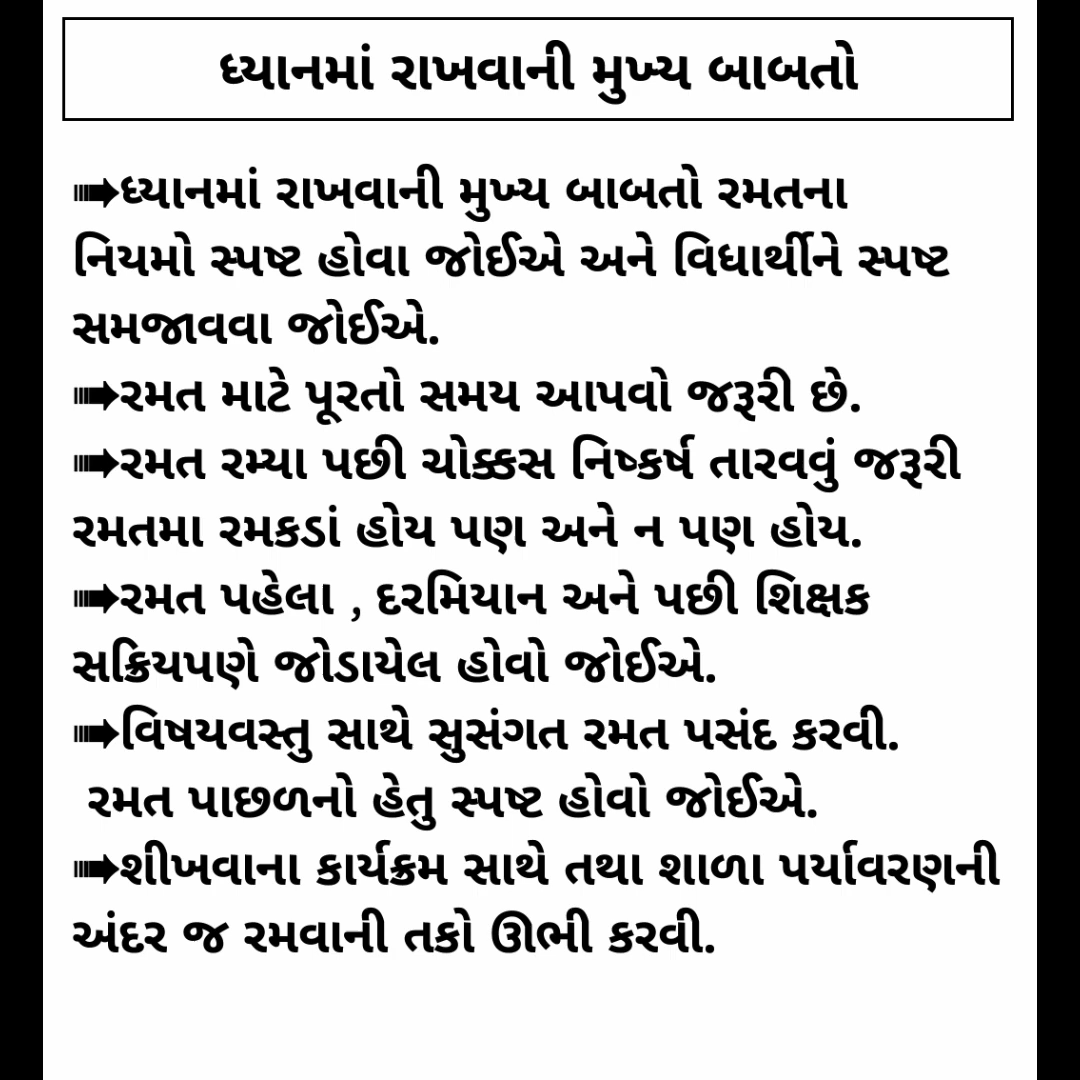 ધ્યાનમાં રાખવાની મુખ્ય બાબતો
➠ધ્યાનમાં રાખવાની મુખ્ય બાબતો રમતના
નિયમો સ્પષ્ટ હોવા જોઈએ અને વિધાર્થીને સ્પષ્ટ
સમજાવવા જોઈએ.
➠રમત માટે પૂરતો સમય આપવો જરૂરી છે.
➠રમત રમ્યા પછી ચોક્કસ નિષ્કર્ષ તારવવું જરૂરી
રમતમા રમકડાં હોય પણ અને ન પણ હોય.
➠રમત પહેલા , દરમિયાન અને પછી શિક્ષક
સક્રિયપણે જોડાયેલ હોવો જોઈએ.
➠વિષયવસ્તુ સાથે સુસંગત રમત પસંદ કરવી.
રમત પાછળનો હેતુ સ્પષ્ટ હોવો જોઈએ.
➠શીખવાના કાર્યક્રમ સાથે તથા શાળા પર્યાવરણની
અંદર જ રમવાની તકો ઊભી કરવી.